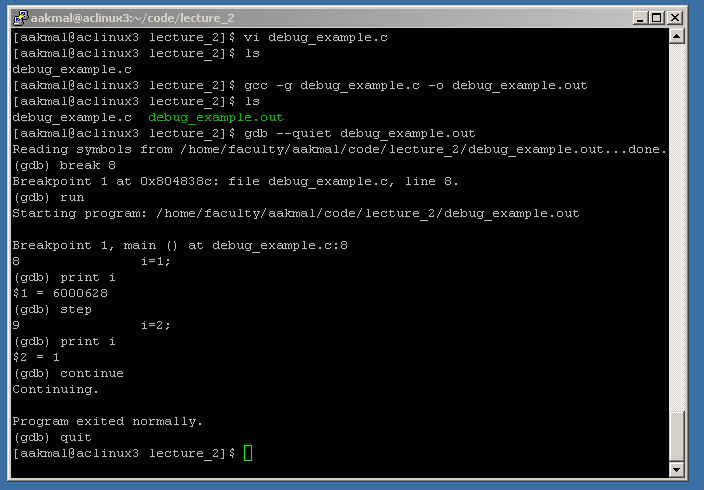 aakmal@aclinux3:~/code/lecture_2
[aakmal@aclinux3 lecture_2]$ vi debug_example.c
[aakmal@aclinux3 lecture_2]$ ls
debug_example.c
[aakmal@aclinux3 lecture_2]$ gcc -g debug_example.c -o debug_example.out
[aakmal@aclinux3 lecture_2]$ ls
debug_example.c  debug_example.out
[aakmal@aclinux3 lecture_2]$ gdb --quiet debug_example.out
Reading symbols from /home/faculty/aakmal/code/lecture_2/debug_example.out...done.
(gdb) break 8
Breakpoint 1 at 0x804838c: file debug_example.c, line 8.
(gdb) run
Starting program: /home/faculty/aakmal/code/lecture_2/debug_example.out
Breakpoint 1, main () at debug_example.c:8
8               i=1;
(gdb) print i
$1 = 6000628
(gdb) step
9               i=2;
(gdb) print i
$2 = 1
(gdb) continue
Continuing.
Program exited normally.
(gdb) quit
[aakmal@aclinux3 lecture_2]$